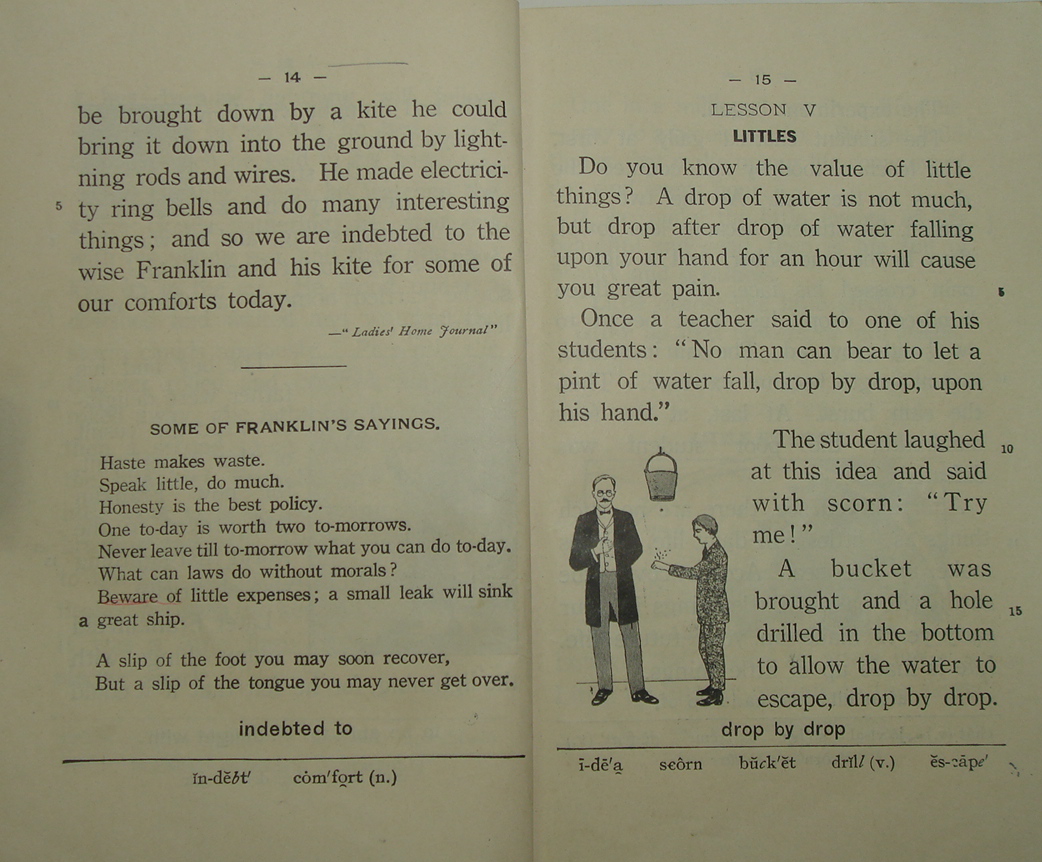 — 14 —
be brought down by a kite he could
bring it down into the ground by light-
ning rods and wires. He made electrici-
5 ty ring bells and do many interesting
things; and so we are indebted to the
wise Franklin and his kite for some of
our comforts today.
—“Ladies' Home Journal”
SOME OF FRANKLIN'S SAYINGS.
Haste makes waste.
Speak little, do much.
Honesty is the best policy.
One to-day is worth two to-morrows.
Never leave till to-morrow what you can do to-day.
What can laws do without morals?
Beware of little expenses; a small leak will sink
a great ship.
A slip of the foot you may soon recover,
But a slip of the tongue you may never get over.
indebted to
ĭn-dĕbt′ cȯm′fo̤rt (n.)
— 15 —
LESSON V
LITTLES
Do you know the value of little
things? A drop of water is not much,
but drop after drop of water falling
upon your hand for an hour will cause
you great pain. 5
Once a teacher said to one of his
students: “No man can bear to let a
pint of water fall, drop by drop, upon
his hand.”
The student laughed 10
at this idea and said
with scorn: “Try
me!”
A bucket was
brought and a hole 15
drilled in the bottom
to allow the water to
escape, drop by drop.
drop by drop
ī-dē′a̤ scôrn bŭck′ĕt drĭll (v.) ĕs-cāpe′